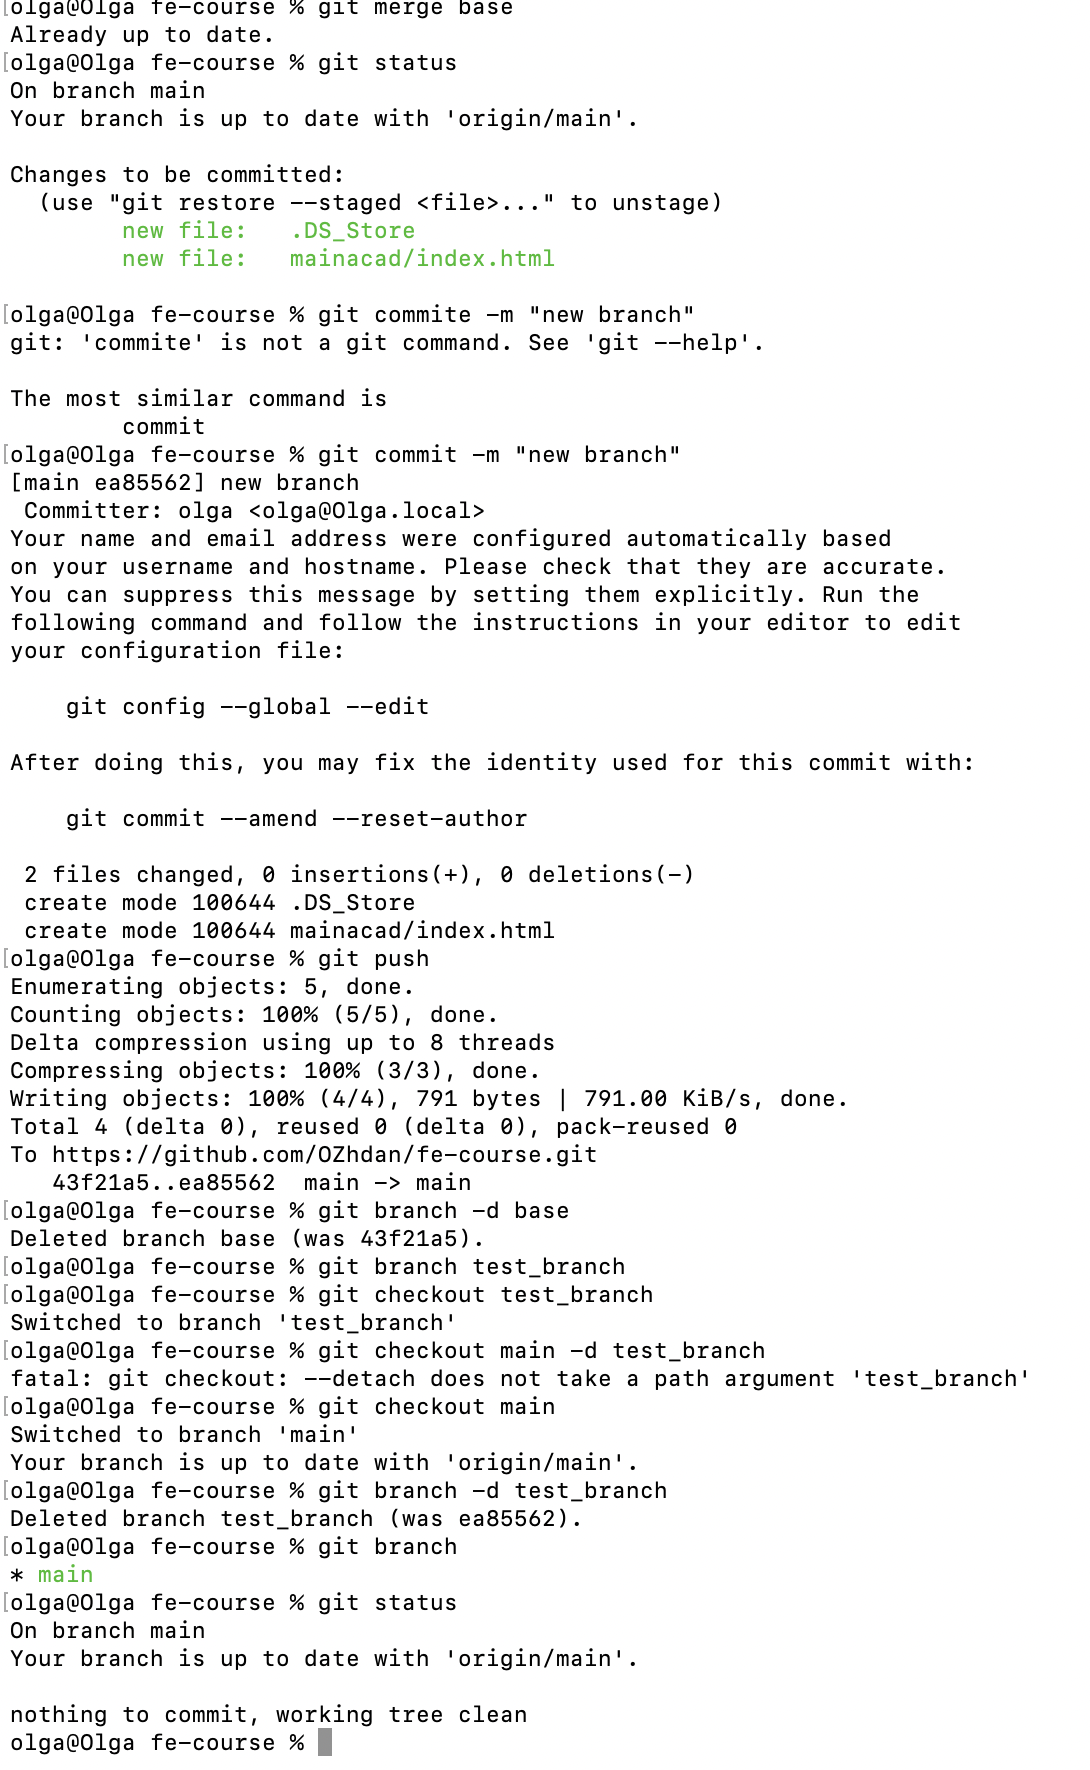 [olga@Olga fe-course % git merge base
Already up to date.
[olga@Olga fe-course % git status
On branch main
Your branch is up to date with 'origin/main'.

Changes to be committed:
  (use "git restore --staged <file>..." to unstage)
        new file:   .DS_Store
        new file:   mainacad/index.html

[olga@Olga fe-course % git commite -m "new branch"
git: 'commite' is not a git command. See 'git --help'.

The most similar command is
        commit
[olga@Olga fe-course % git commit -m "new branch"
[main ea85562] new branch
 Committer: olga <olga@Olga.local>
Your name and email address were configured automatically based
on your username and hostname. Please check that they are accurate.
You can suppress this message by setting them explicitly. Run the
following command and follow the instructions in your editor to edit
your configuration file:

    git config --global --edit

After doing this, you may fix the identity used for this commit with:

    git commit --amend --reset-author

 2 files changed, 0 insertions(+), 0 deletions(-)
 create mode 100644 .DS_Store
 create mode 100644 mainacad/index.html
[olga@Olga fe-course % git push
Enumerating objects: 5, done.
Counting objects: 100% (5/5), done.
Delta compression using up to 8 threads
Compressing objects: 100% (3/3), done.
Writing objects: 100% (4/4), 791 bytes | 791.00 KiB/s, done.
Total 4 (delta 0), reused 0 (delta 0), pack-reused 0
To https://github.com/OZhdan/fe-course.git
   43f21a5..ea85562  main -> main
[olga@Olga fe-course % git branch -d base
Deleted branch base (was 43f21a5).
[olga@Olga fe-course % git branch test_branch
[olga@Olga fe-course % git checkout test_branch
Switched to branch 'test_branch'
[olga@Olga fe-course % git checkout main -d test_branch
fatal: git checkout: --detach does not take a path argument 'test_branch'
[olga@Olga fe-course % git checkout main
Switched to branch 'main'
Your branch is up to date with 'origin/main'.
[olga@Olga fe-course % git branch -d test_branch
Deleted branch test_branch (was ea85562).
[olga@Olga fe-course % git branch
* main
[olga@Olga fe-course % git status
On branch main
Your branch is up to date with 'origin/main'.

nothing to commit, working tree clean
olga@Olga fe-course %